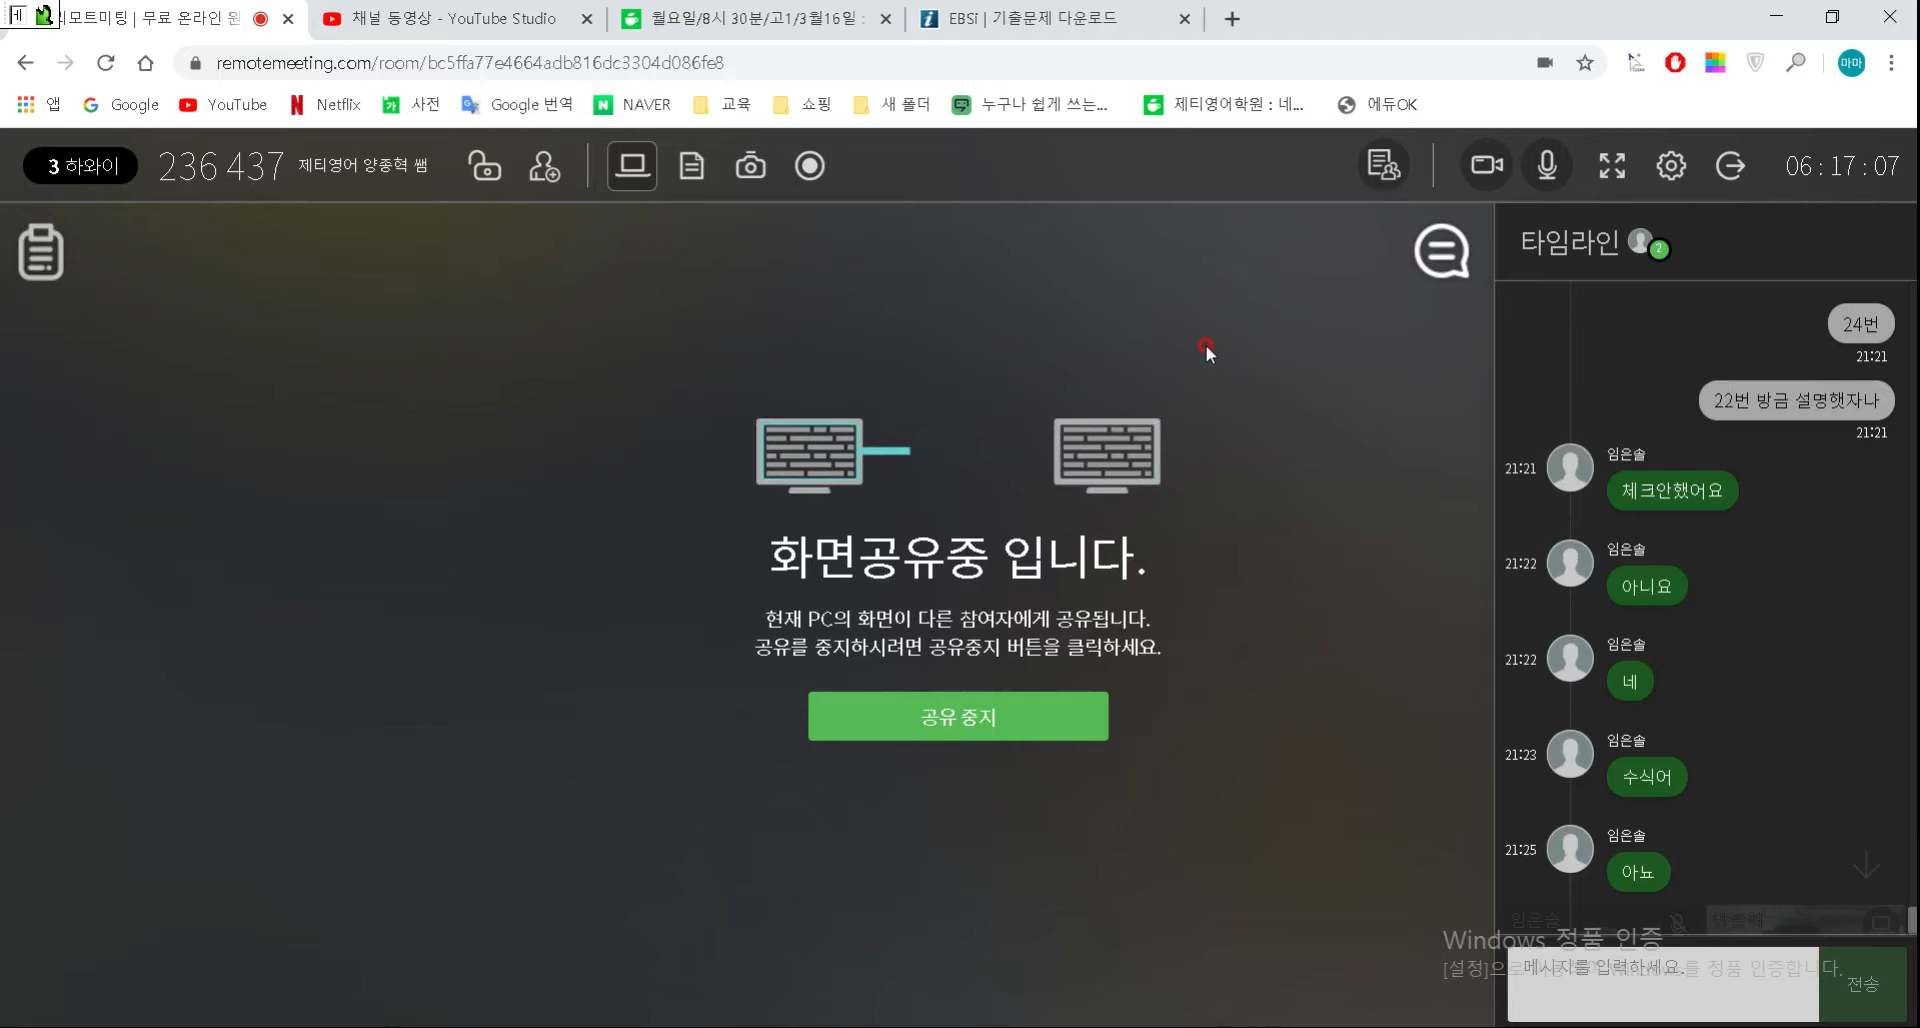 리모트미팅 | 무료 온라인 원
채널 동영상 - YouTube Studio
월요일/8시 30분/고1/3월16일 :
EBSi | 기출문제 다운로드
remotemeeting.com/room/bc5ffa77e4664adb816dc3304d086fe8
마마
앱
Google
YouTube
Netflix
사전
Google 번역
NAVER
교육
쇼핑
새 폴더
누구나 쉽게 쓰는...
제티영어학원 : 네...
에듀OK
3 하와이
236 437
제티영어 양종혁 쌤
06 : 17 : 07
타임라인
2
24번
21:21
22번 방금 설명햇자나
21:21
임은솔
21:21
체크안했어요
임은솔
21:22
아니요
임은솔
21:22
네
임은솔
21:23
수식어
임은솔
21:25
아뇨
화면공유중 입니다.
현재 PC의 화면이 다른 참여자에게 공유됩니다.
공유를 중지하시려면 공유중지 버튼을 클릭하세요.
공유 중지
임은솔
Windows 정품 인증
메시지를 입력하세요.
전송